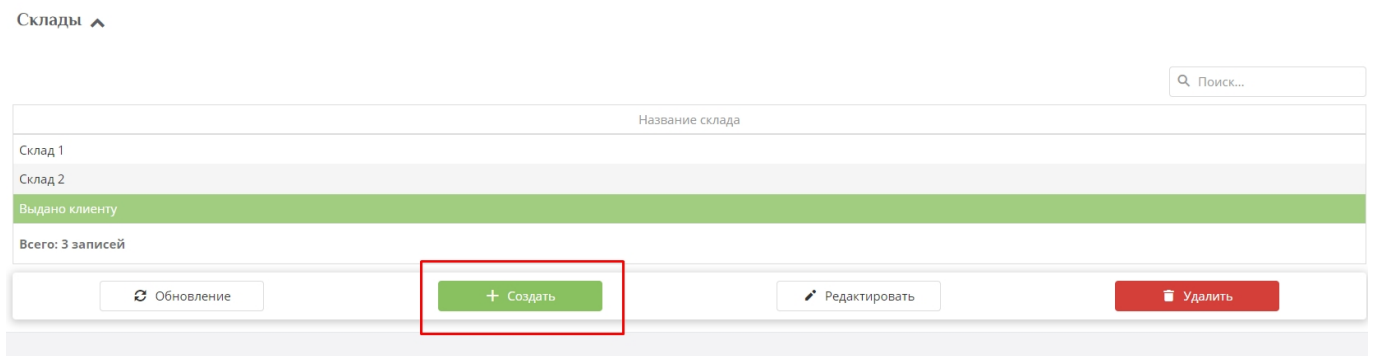 Склады
Поиск...
Название склада
Склад 1
Склад 2
Выдано клиенту
Всего: 3 записей
Обновление
Создать
Редактировать
Удалить